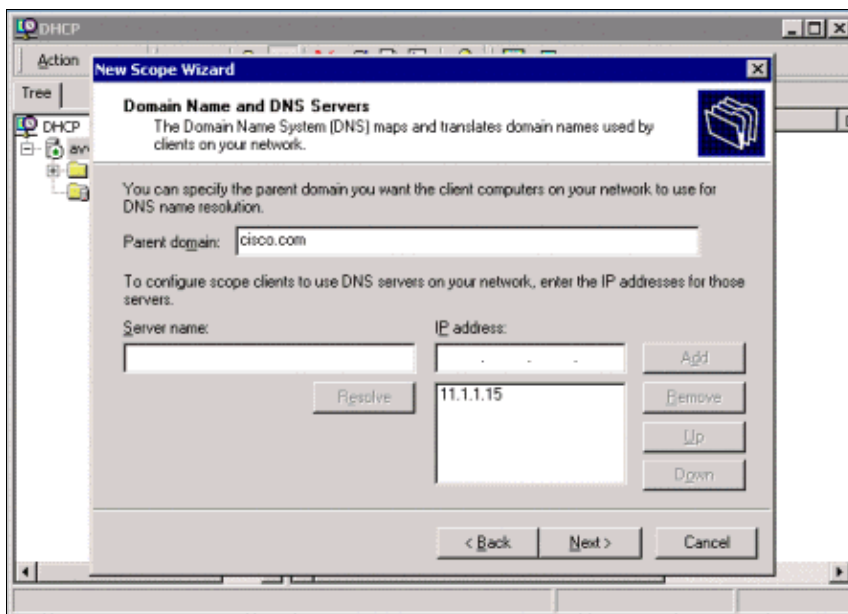 DHCP
Action
New Scope Wizard
Tree
DHCP
Domain Name and DNS Servers
The Domain Name System (DNS) maps and translates domain names used by
clients on your network.
You can specify the parent domain you want the client computers on your network to use for
DNS name resolution.
Parent domain: cisco.com
To configure scope clients to use DNS servers on your network, enter the IP addresses for those
servers.
Server name: IP address:
. . . Add
Resolve 11.1.1.15 Remove
Up
Down
< Back Next > Cancel